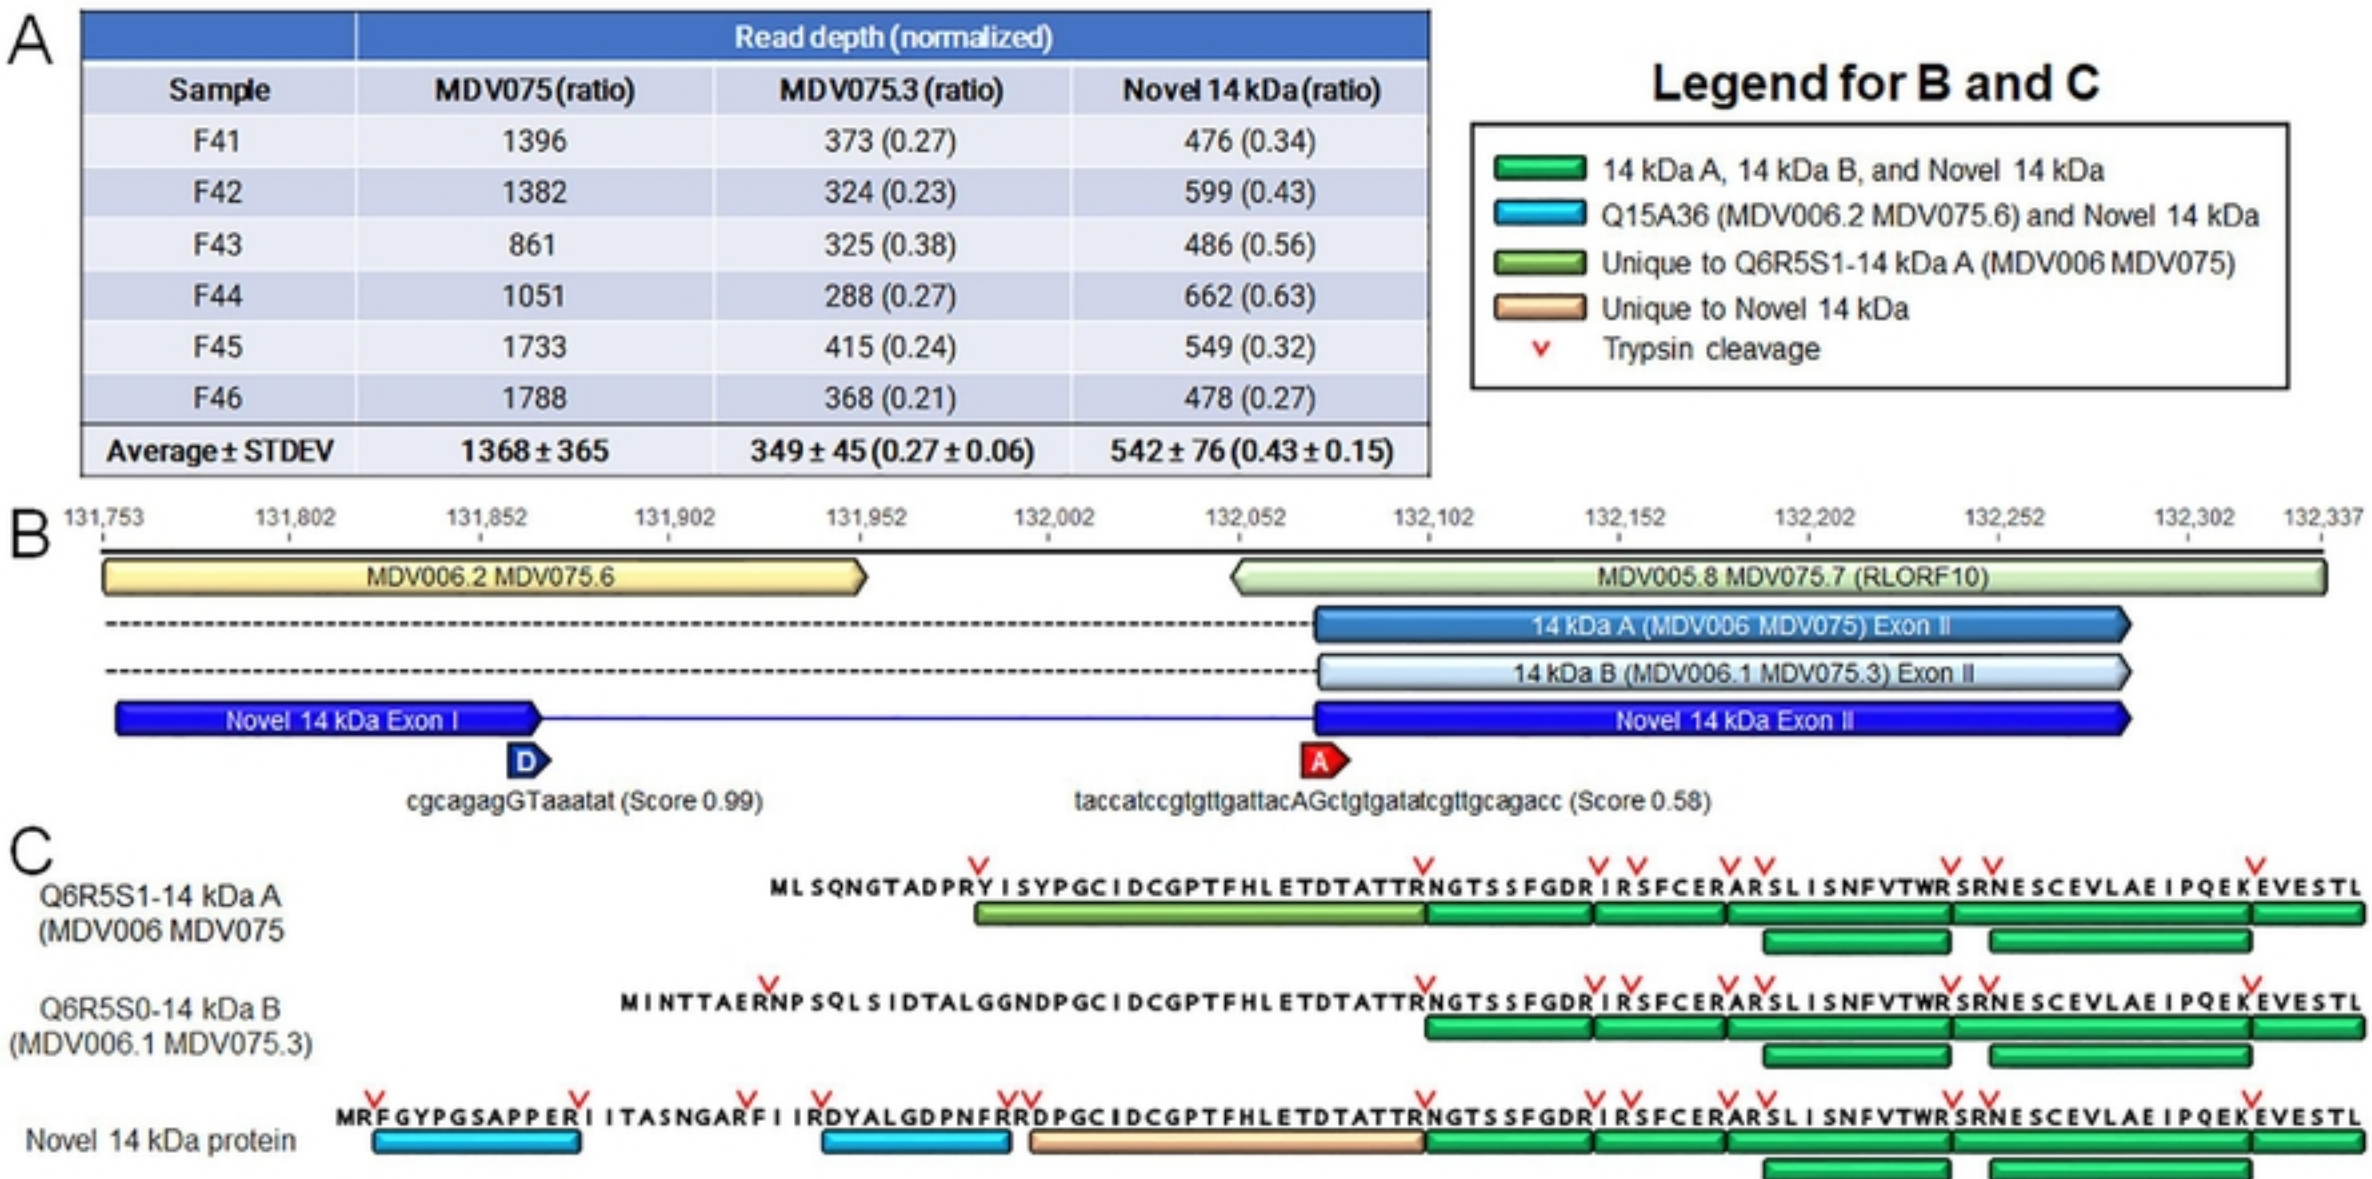 A
Read depth (normalized)
Sample MDV075 (ratio) MDV075.3 (ratio) Novel 14 kDa (ratio)
F41 1396 373 (0.27) 476 (0.34)
F42 1382 324 (0.23) 599 (0.43)
F43 861 325 (0.38) 486 (0.56)
F44 1051 288 (0.27) 662 (0.63)
F45 1733 415 (0.24) 549 (0.32)
F46 1788 368 (0.21) 478 (0.27)
Average ± STDEV 1368 ± 365 349 ± 45 (0.27 ± 0.06) 542 ± 76 (0.43 ± 0.15)
Legend for B and C
14 kDa A, 14 kDa B, and Novel 14 kDa
Q15A36 (MDV006.2 MDV075.6) and Novel 14 kDa
Unique to Q6R5S1-14 kDa A (MDV006 MDV075)
Unique to Novel 14 kDa
Trypsin cleavage
B
131,753 131,802 131,852 131,902 131,952 132,002 132,052 132,102 132,152 132,202 132,252 132,302 132,337
MDV006.2 MDV075.6 MDV005.8 MDV075.7 (RLORF10)
14 kDa A (MDV006 MDV075) Exon II
14 kDa B (MDV006.1 MDV075.3) Exon II
Novel 14 kDa Exon I Novel 14 kDa Exon II
D A
cgcagagGTaaatat (Score 0.99) taccatccgtgttgattacAGctgtgatatcgttgcagacc (Score 0.58)
C
Q6R5S1-14 kDa A
(MDV006 MDV075
MLSQNGTADPRYISYPGCIDCGPTFHLETDTATTRNGTSSFGDRIRSFCERARSLISNFVTWRSRNESCEVLAEIPQEKEVESTL
Q6R5S0-14 kDa B
(MDV006.1 MDV075.3)
MINTTAERNPSQLSIDTALGGNDPGCIDCGPTFHLETDTATTRNGTSSFGDRIRSFCERARSLISNFVTWRSRNESCEVLAEIPQEKEVESTL
Novel 14 kDa protein
MRFGYPGSAPPERIITASNGARFIIRDYALGDPNFRRDPGCIDCGPTFHLETDTATTRNGTSSFGDRIRSFCERARSLISNFVTWRSRNESCEVLAEIPQEKEVESTL